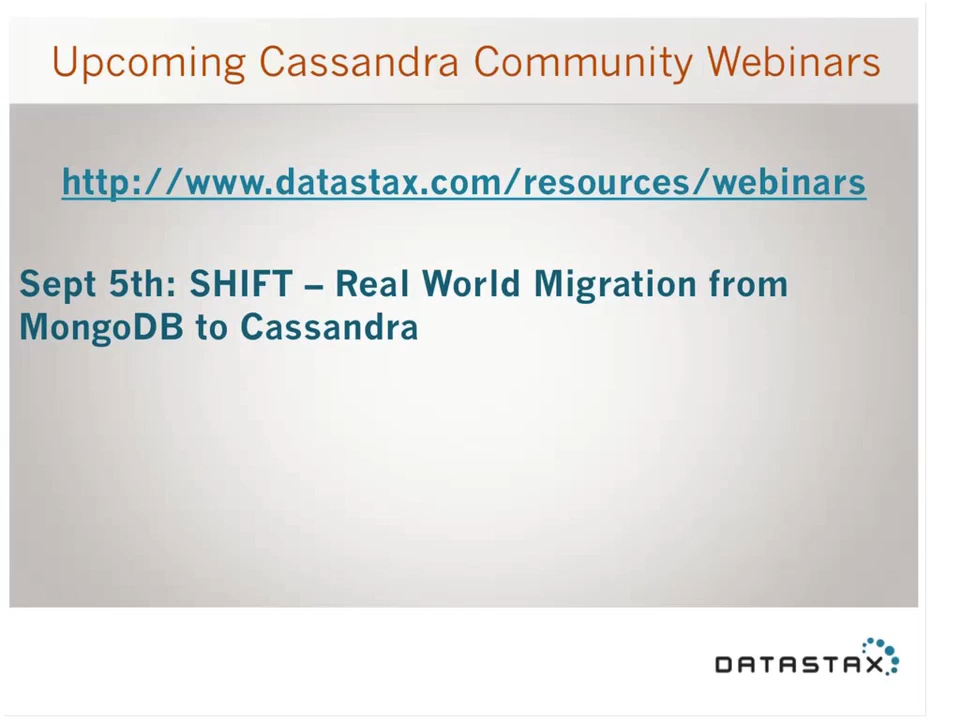 Upcoming Cassandra Community Webinars
http://www.datastax.com/resources/webinars
Sept 5th: SHIFT – Real World Migration from
MongoDB to Cassandra
DATASTAX